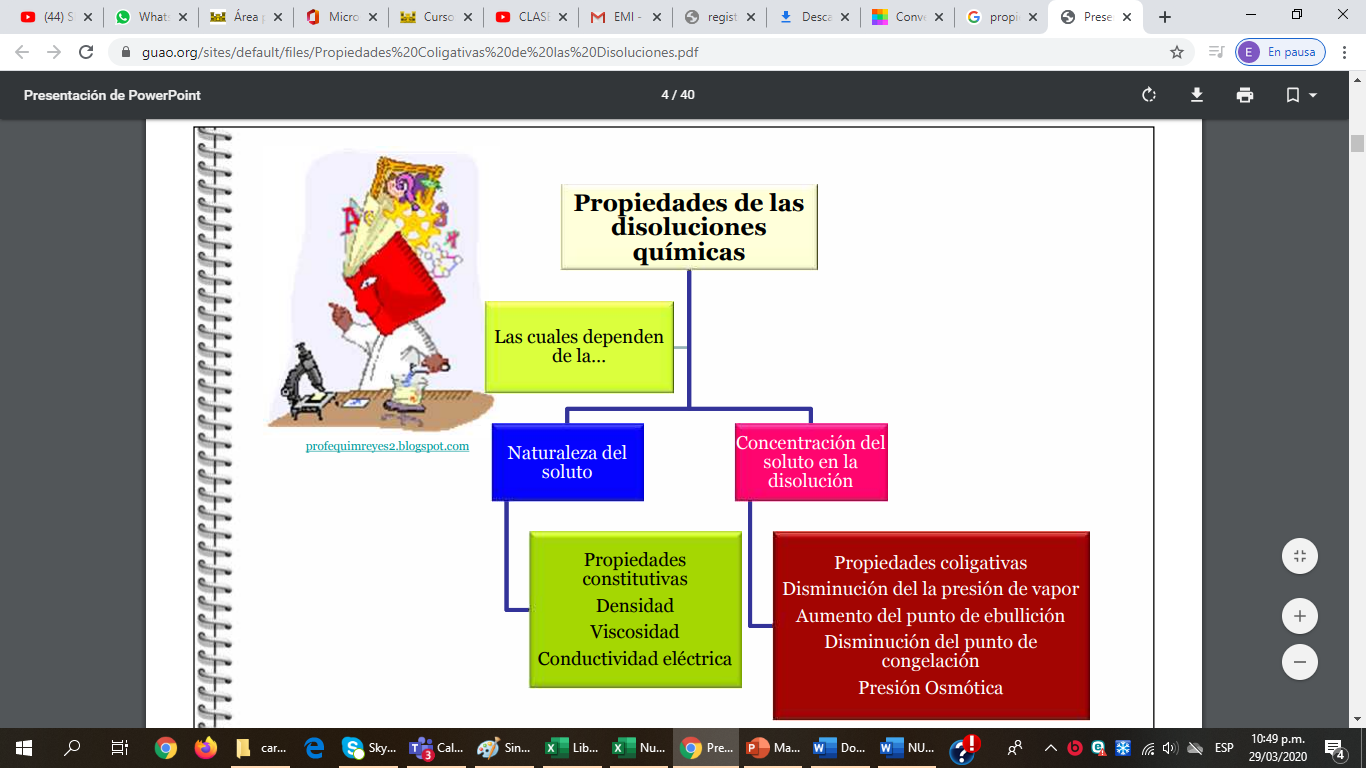 (44) S
Whats
Área p
Micro
Curso
CLASE
EMI -
regist
Desca
Conve
propie
Prese
guao.org/sites/default/files/Propiedades%20Coligativas%20de%20las%20Disoluciones.pdf
E
En pausa
Presentación de PowerPoint
4 / 40
Propiedades de las
disoluciones
químicas
Las cuales dependen
de la...
profequimreyes2.blogspot.com
Naturaleza del
soluto
Concentración del
soluto en la
disolución
Propiedades
constitutivas
Densidad
Viscosidad
Conductividad eléctrica
Propiedades coligativas
Disminución del la presión de vapor
Aumento del punto de ebullición
Disminución del punto de
congelación
Presión Osmótica
car...
Sky...
3
Cal...
Sin...
Lib...
Nu...
Pre...
Ma...
Do...
NU...
ESP
10:49 p.m.
29/03/2020
4